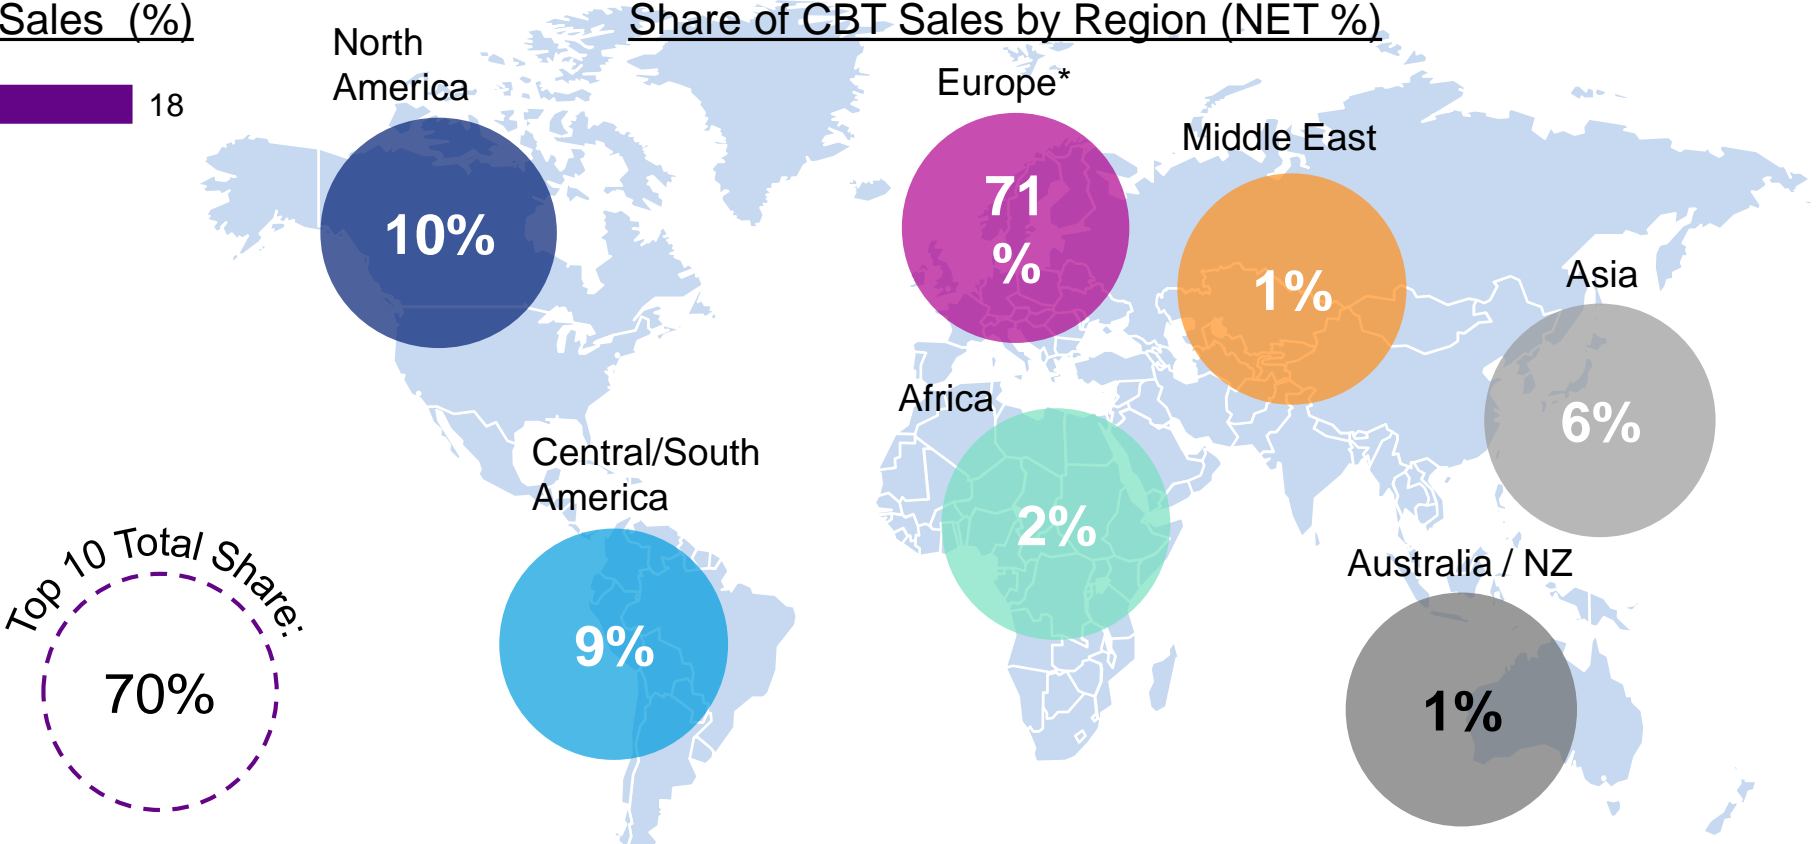 Sales (%)
18
Share of CBT Sales by Region (NET %)
North
America
10%
Europe*
71
%
Middle East
1%
Asia
6%
Africa
2%
Central/South
America
9%
Australia / NZ
1%
Top 10 Total Share:
70%